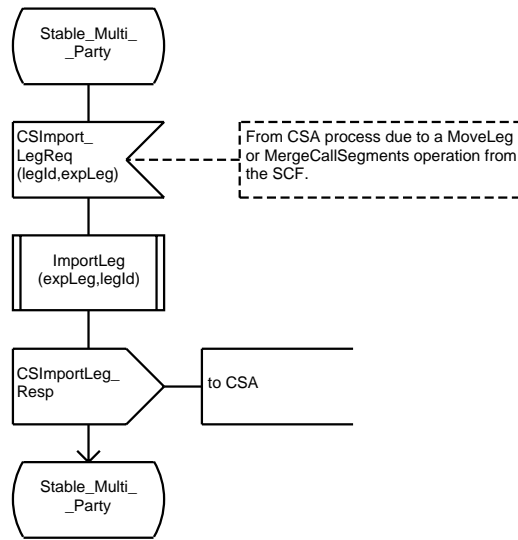 Stable_Multi_
_Party
CSImport_
LegReq
(legId,expLeg)
From CSA process due to a MoveLeg
or MergeCallSegments operation from
the SCF.
ImportLeg
(expLeg,legId)
CSImportLeg_
Resp
to CSA
Stable_Multi_
_Party